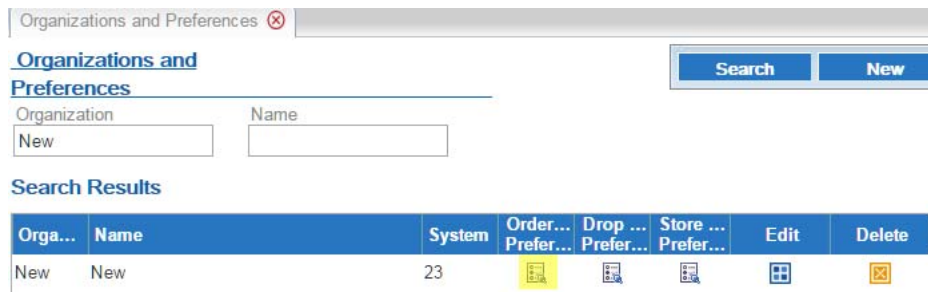 Organizations and Preferences
Organizations and
Preferences
Search New
Organization Name
New
Search Results
Orga... Name System Order... Prefer... Drop ... Prefer... Store ... Prefer... Edit Delete
New New 23